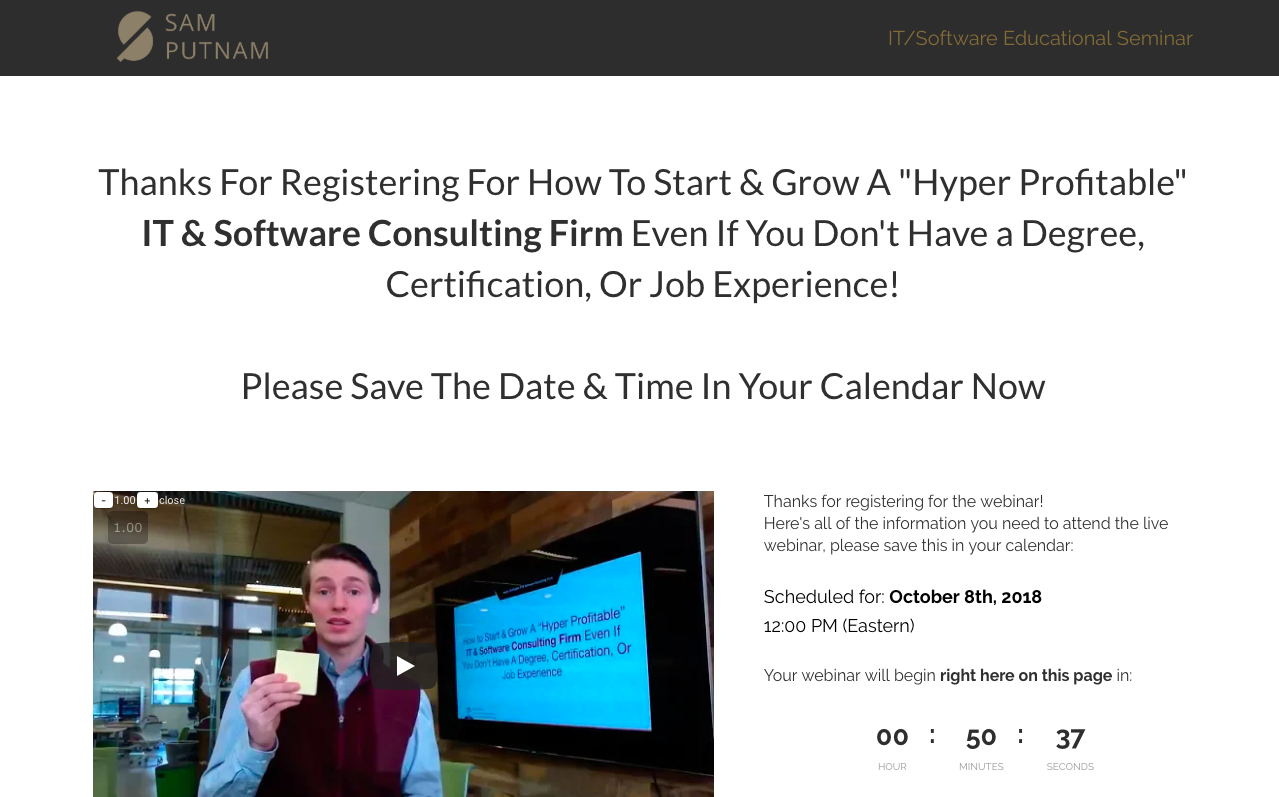 SAM
PUTNAM
IT/Software Educational Seminar
Thanks For Registering For How To Start & Grow A "Hyper Profitable"
IT & Software Consulting Firm Even If You Don't Have a Degree,
Certification, Or Job Experience!
Please Save The Date & Time In Your Calendar Now
- 1.00 + close
1.00
How to Start & Grow A "Hyper Profitable"
IT & Software Consulting Firm Even If
You Don't Have A Degree, Certification, Or
Job Experience
Thanks for registering for the webinar!
Here's all of the information you need to attend the live
webinar, please save this in your calendar:
Scheduled for: October 8th, 2018
12:00 PM (Eastern)
Your webinar will begin right here on this page in:
00 : 50 : 37
HOUR MINUTES SECONDS